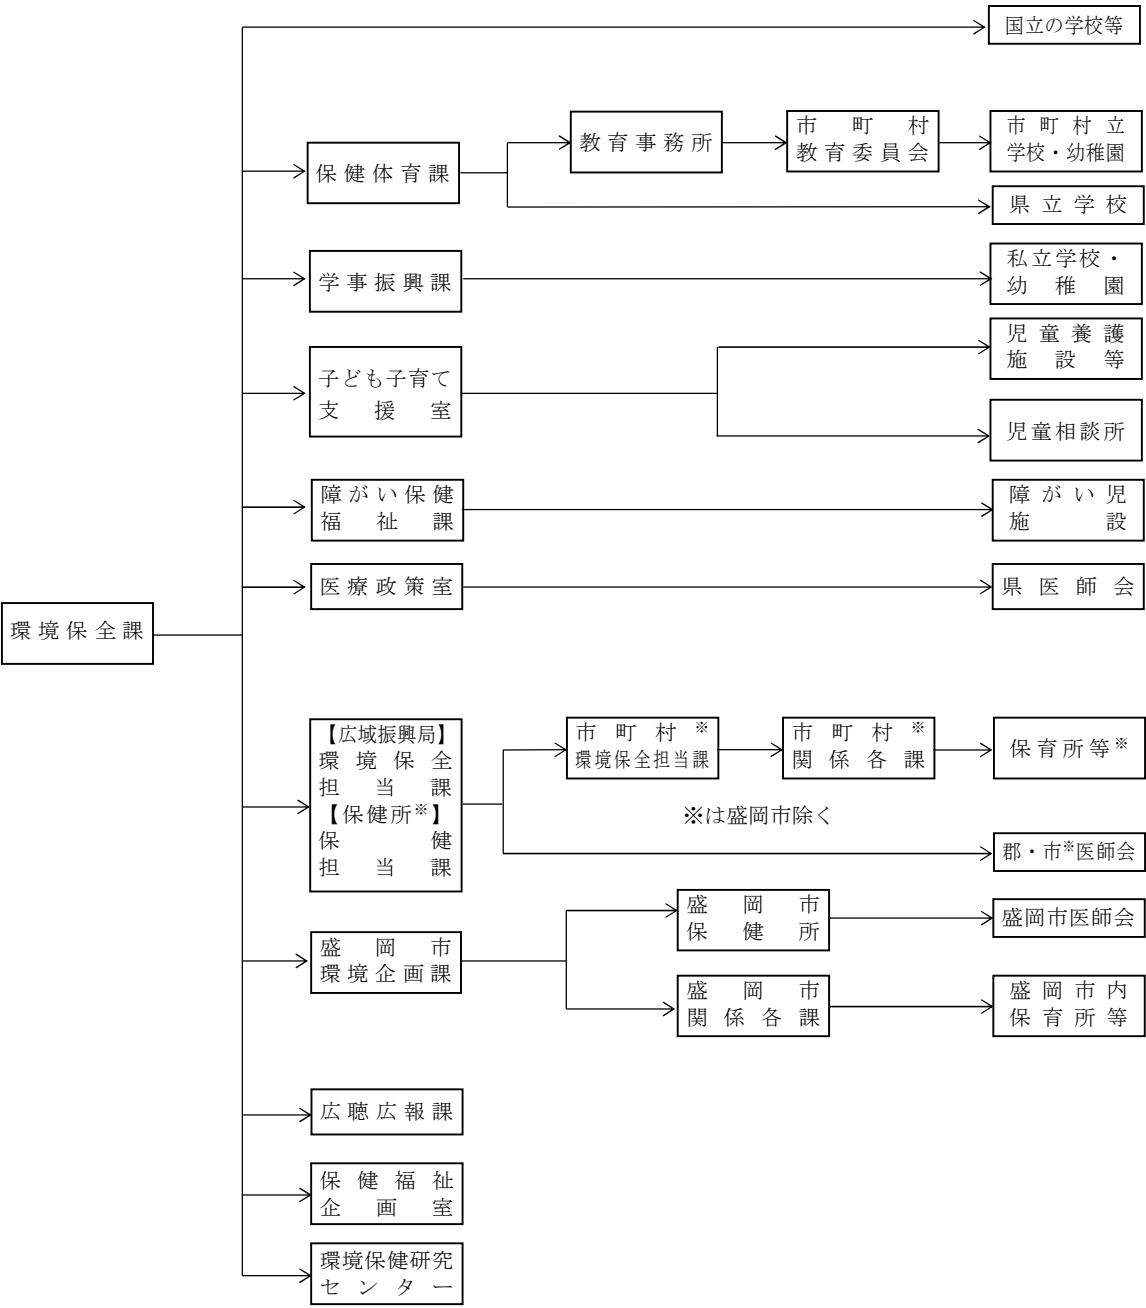 国立の学校等
教育事務所
市町村
教育委員会
市町村立
学校・幼稚園
保健体育課
県立学校
学事振興課
私立学校・
幼稚園
子ども子育て
支援室
児童養護
施設等
児童相談所
障がい保健
福祉課
障がい児
施設
医療政策室
県医師会
環境保全課
【広域振興局】
環境保全
担当課
【保健所※】
保健
担当課
市町村※
環境保全担当課
市町村※
関係各課
保育所等※
※は盛岡市除く
郡・市※医師会
盛岡市
環境企画課
盛岡市
保健所
盛岡市医師会
盛岡市
関係各課
盛岡市内
保育所等
広聴広報課
保健福祉
企画室
環境保健研究
センター